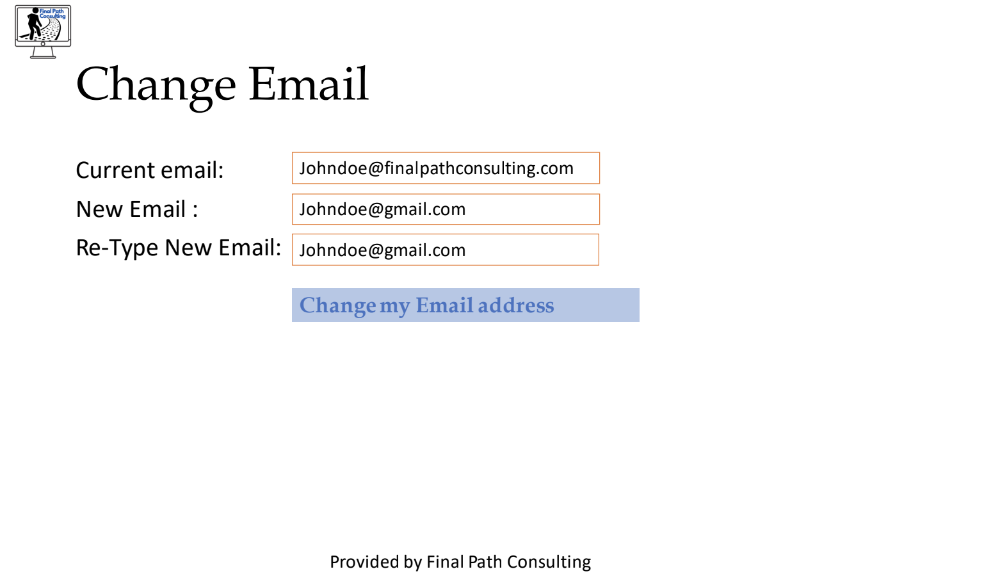 Final Path
Consulting
Change Email
Current email: Johndoe@finalpathconsulting.com
New Email : Johndoe@gmail.com
Re-Type New Email: Johndoe@gmail.com
Change my Email address
Provided by Final Path Consulting